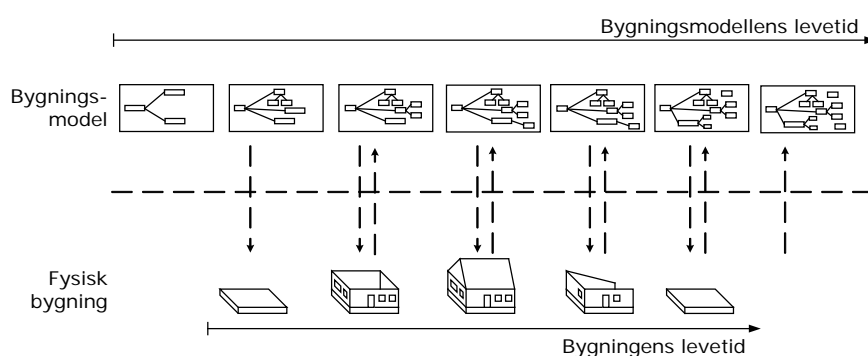 Bygningsmodellens levetid
Bygnings-
model
Fysisk
bygning
Bygningens levetid